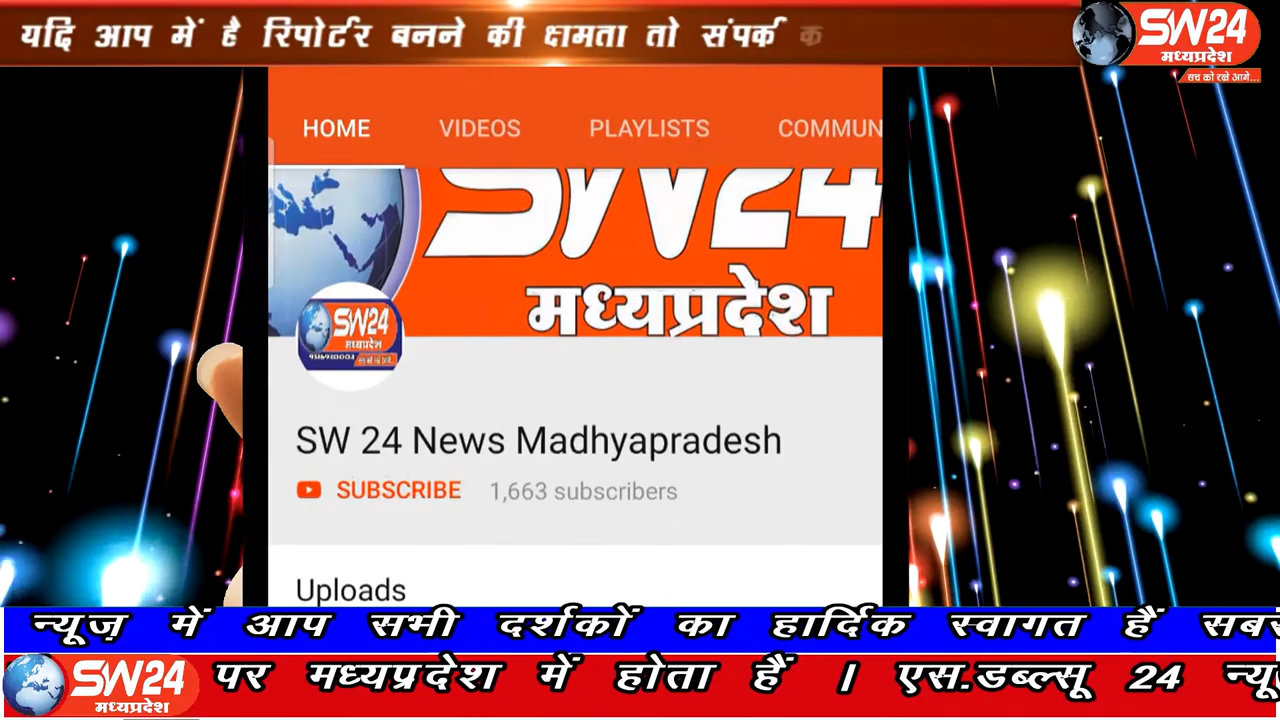 यदि आप में है रिपोर्टर बनने की क्षमता तो संपर्क क
SW24
मध्यप्रदेश
सच को रखे आगे...
HOME VIDEOS PLAYLISTS COMMUN
SW24
मध्यप्रदेश
SW24
मध्यप्रदेश
SW 24 News Madhyapradesh
SUBSCRIBE 1,663 subscribers
Uploads
न्यूज़ में आप सभी दर्शकों का हार्दिक स्वागत हैं सबस
SW24
मध्यप्रदेश
पर मध्यप्रदेश में होता हैं । एस.डब्ल्सू 24 न्यू